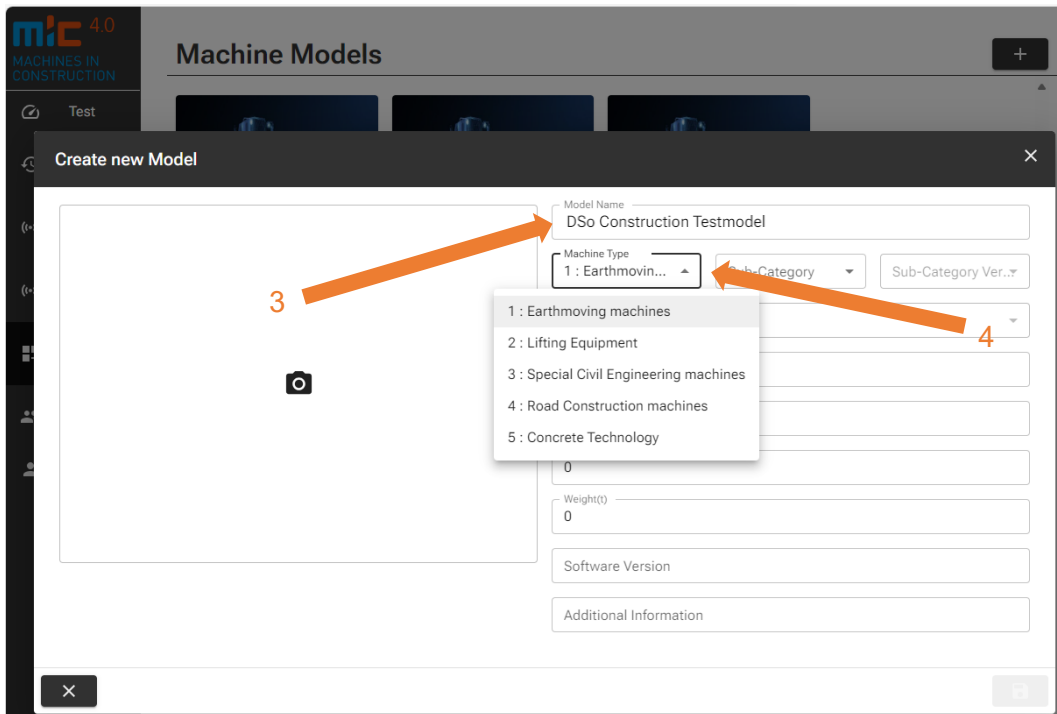 mic 4.0
MACHINES IN
CONSTRUCTION
Machine Models
+
Test
Create new Model
Model Name
DSo Construction Testmodel
3
Machine Type
1 : Earthmovin...
Sub-Category
Sub-Category Ver...
1 : Earthmoving machines
2 : Lifting Equipment
3 : Special Civil Engineering machines
4 : Road Construction machines
5 : Concrete Technology
4
0
Weight(t)
0
Software Version
Additional Information